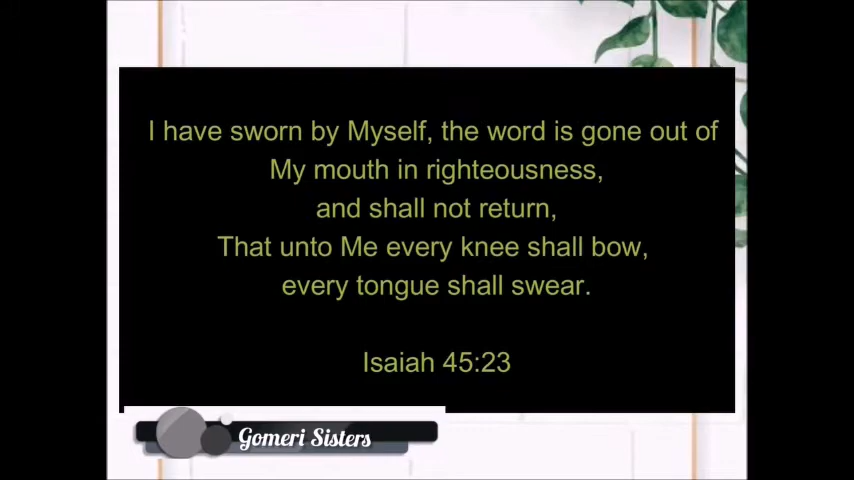 I have sworn by Myself, the word is gone out of
My mouth in righteousness,
and shall not return,
That unto Me every knee shall bow,
every tongue shall swear.
Isaiah 45:23
Gomeri Sisters